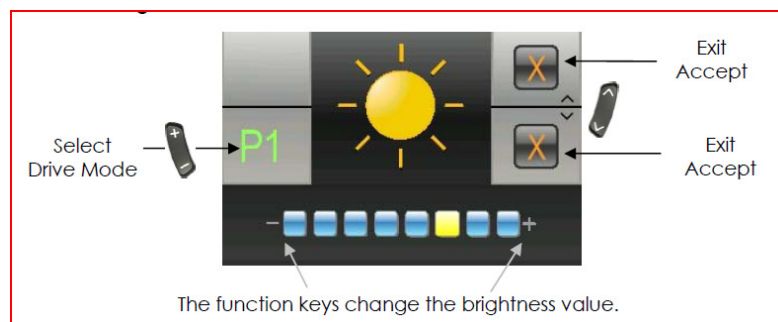 Exit
Accept
X
Select
Drive Mode
+
-
P1
X
Exit
Accept
- +
The function keys change the brightness value.